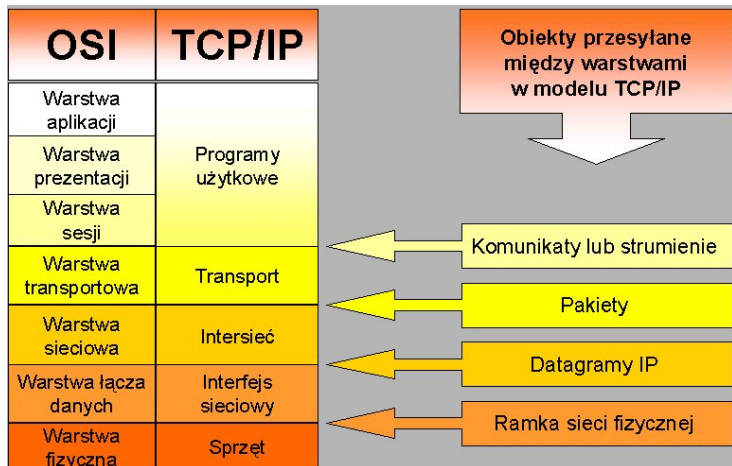 OSI
TCP/IP
Obiekty przesyłane
między warstwami
w modelu TCP/IP
Warstwa
aplikacji
Warstwa
prezentacji
Warstwa
sesji
Programy
użytkowe
Komunikaty lub strumienie
Warstwa
transportowa
Transport
Pakiety
Warstwa
sieciowa
Intersieć
Datagramy IP
Warstwa łącza
danych
Interfejs
sieciowy
Ramka sieci fizycznej
Warstwa
fizyczna
Sprzęt